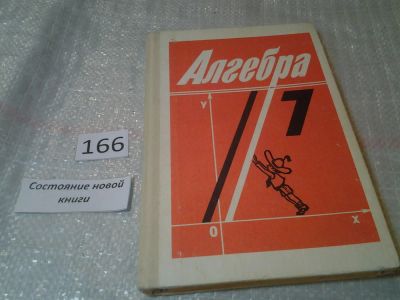 Алгебра
7
У
0
Х
166
Состояние новой
книги